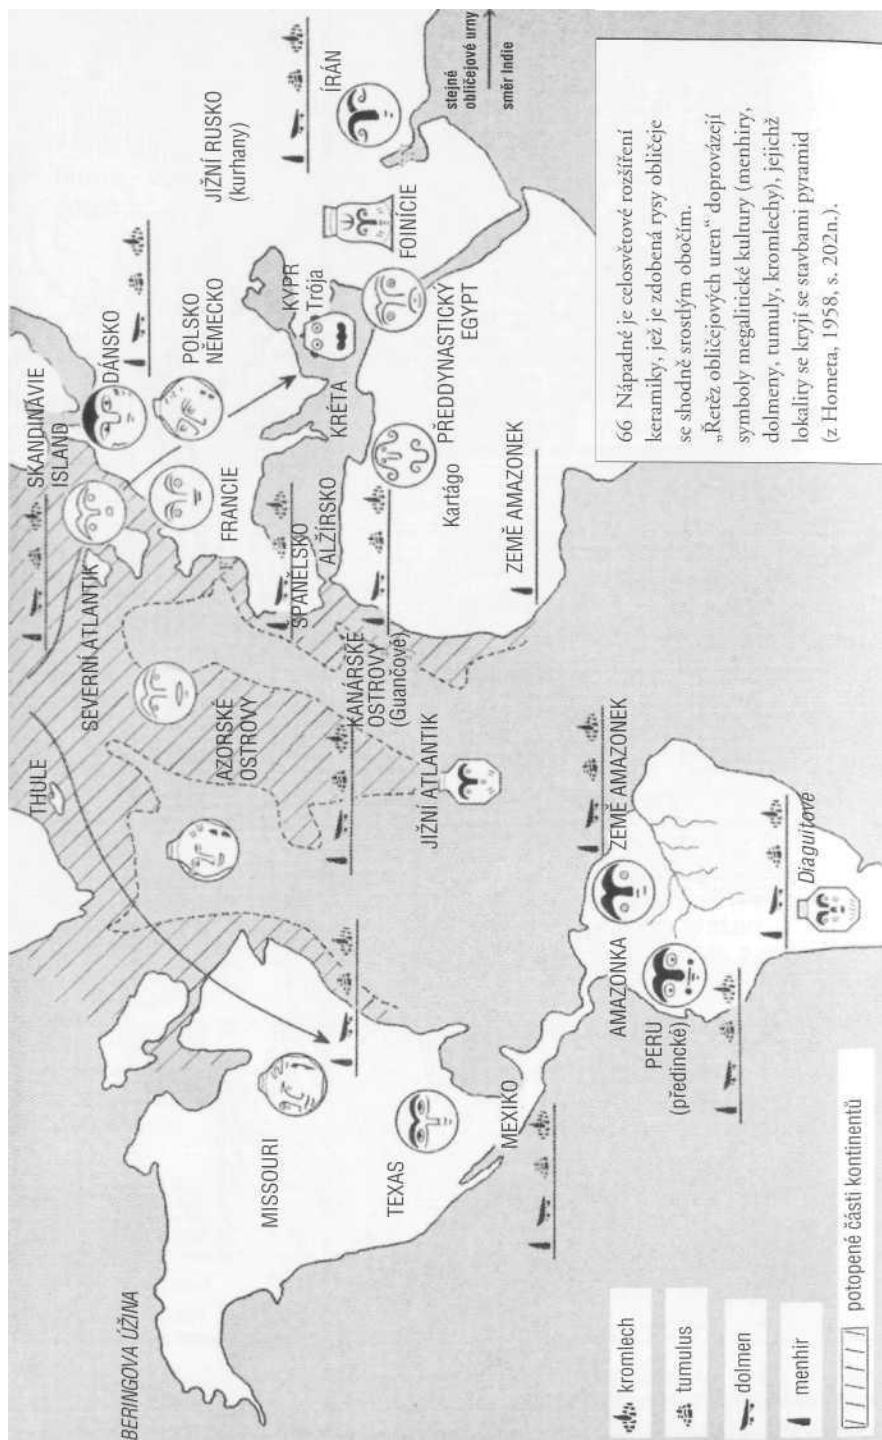 BERINGOVA ÚŽINA
MISSOURI
TEXAS
MEXIKO
THULE
SEVERNÍ ATLANTIK
AZORSKÉ
OSTROVY
JIŽNÍ ATLANTIK
KANÁRSKÉ
OSTROVY
(Guančové)
SKANDINÁVIE
ISLAND
DÁNSKO
POLSKO
NĚMECKO
FRANCIE
ŠPANĚLSKO
ALŽÍRSKO
KRÉTA
KYPR
Trója
JIŽNÍ RUSKO
(kurhany)
ÍRÁN
FOINÍCIE
PŘEDDYNASTICKÝ
EGYPT
Kartágo
ZEMĚ AMAZONEK
stejné
obličejové urny
směr Indie
AMAZONKA
ZEMĚ AMAZONEK
PERU
(předincké)
Diaguitové
kromlech
tumulus
dolmen
menhir
potopené části kontinentů
66 Nápadné je celosvětové rozšíření
keramiky, jež je zdobená rysy obličeje
se shodně srostlým obočím.
„Řetěz obličejových uren“ doprovázejí
symboly megalitické kultury (menhiry,
dolmeny, tumuly, kromlechy), jejichž
lokality se kryjí se stavbami pyramid
(z Hometa, 1958, s. 202n.).